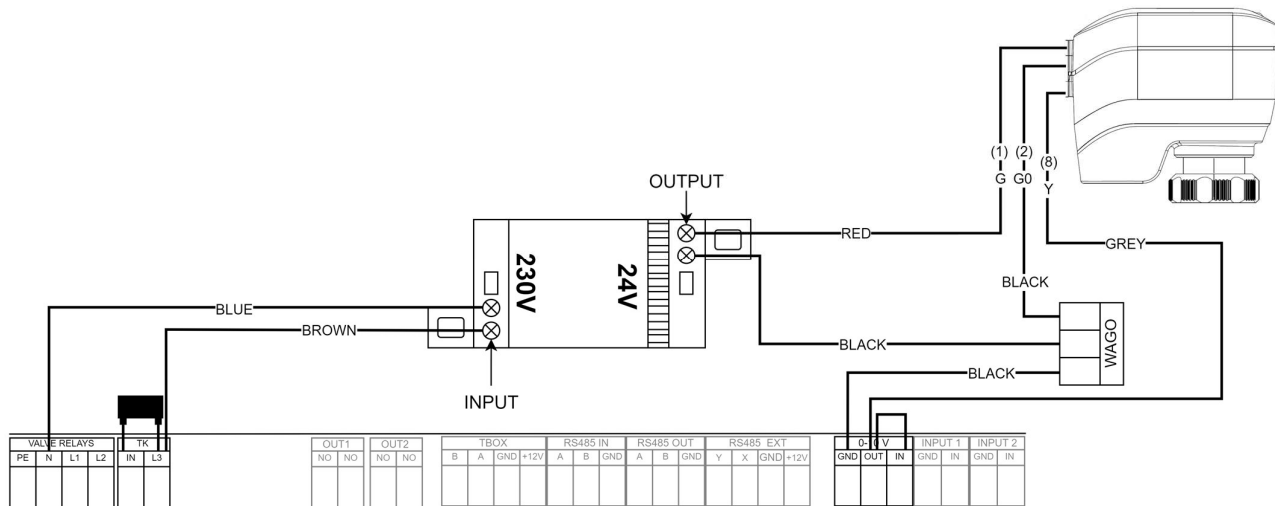 (1)
G
(2)
G0
(8)
Y
OUTPUT
RED
GREY
230V
24V
BLACK
BLUE
BROWN
BLACK
WAGO
BLACK
INPUT
VALVE RELAYS
PE N L1 L2
TK
IN L3
OUT1
NO NO
OUT2
NO NO
TBOX
B A GND +12V
RS485 IN
A B GND
RS485 OUT
A B GND
RS485 EXT
Y X GND +12V
0-10 V
GND OUT IN
INPUT 1
GND IN
INPUT 2
GND IN